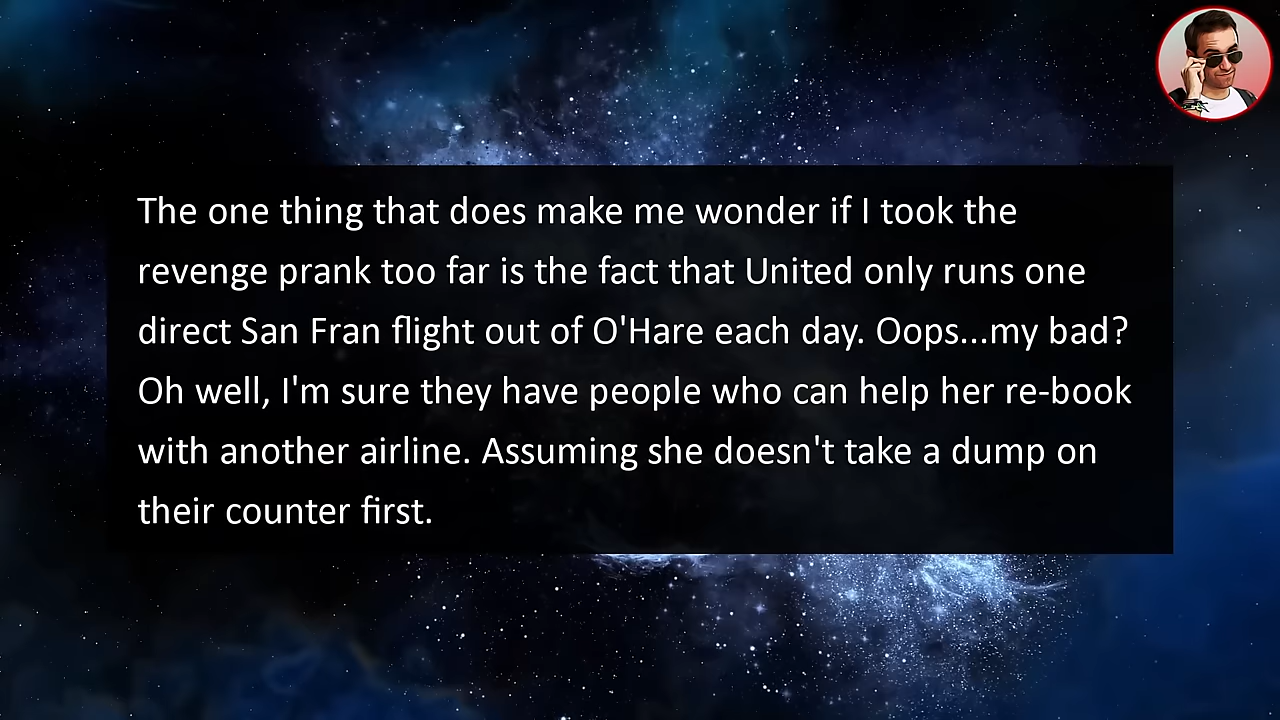 The one thing that does make me wonder if I took the
revenge prank too far is the fact that United only runs one
direct San Fran flight out of O'Hare each day. Oops...my bad?
Oh well, I'm sure they have people who can help her re-book
with another airline. Assuming she doesn't take a dump on
their counter first.